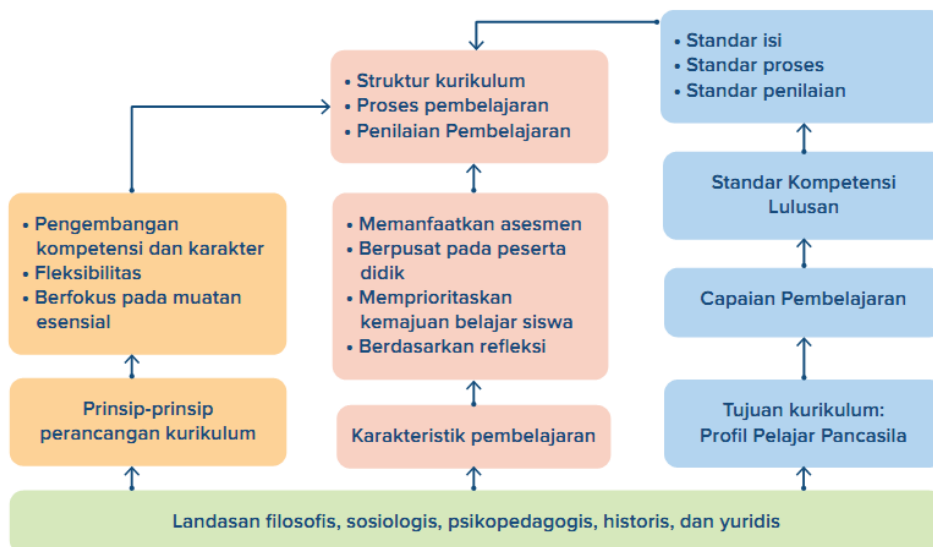 • Standar isi
• Standar proses
• Standar penilaian
• Struktur kurikulum
• Proses pembelajaran
• Penilaian Pembelajaran
Standar Kompetensi
Lulusan
• Pengembangan
kompetensi dan karakter
• Fleksibilitas
• Berfokus pada muatan
esensial
• Memanfaatkan asesmen
• Berpusat pada peserta
didik
• Memprioritaskan
kemajuan belajar siswa
• Berdasarkan refleksi
Capaian Pembelajaran
Prinsip-prinsip
perancangan kurikulum
Karakteristik pembelajaran
Tujuan kurikulum:
Profil Pelajar Pancasila
Landasan filosofis, sosiologis, psikopedagogis, historis, dan yuridis